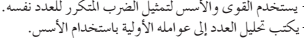 - يستخدم القوى والأسس لتمثيل الضرب المتكرر للعدد نفسه.
- يكتب تحليل العدد إلى عوامله الأولية باستخدام الأسس.